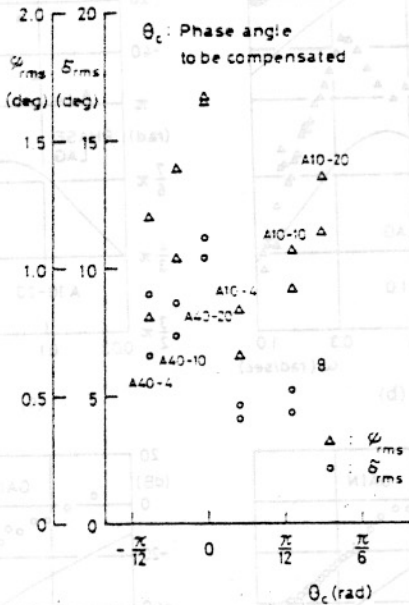 2.0
20
θc : Phase angle
to be compensated
ψrms δrms
(deg) (deg)
1.5
15
A10-20
A10-10
1.0
10
A10-4
A40-20
A40-10
A40-4
B
0.5
5
△ : ψrms
○ : δ̃rms
0
0
-π/12
0
π/12
π/6
θc (rad)